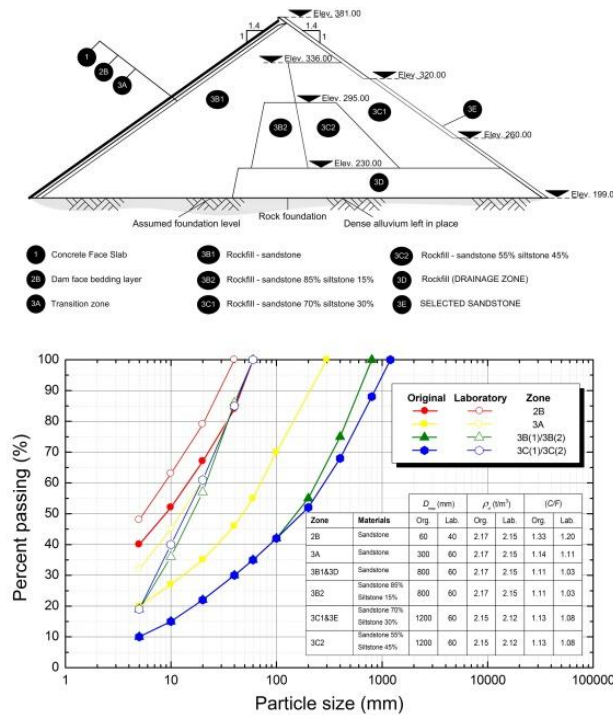 Elev. 381.00
1.4
1.4
1
1
1
2B
3A
Elev. 336.00
Elev. 320.00
3B1
3C1
3E
Elev. 295.00
3B2
3C2
Elev. 260.00
Elev. 230.00
3D
Elev. 199.0
Assumed foundation level
Rock foundation
Dense alluvium left in place
1 Concrete Face Slab
3B1 Rockfill - sandstone
3C2 Rockfill - sandstone 55% siltstone 45%
2B Dam face bedding layer
3B2 Rockfill - sandstone 85% siltstone 15%
3D Rockfill (DRAINAGE ZONE)
3A Transition zone
3C1 Rockfill - sandstone 70% siltstone 30%
3E SELECTED SANDSTONE
Percent passing (%)
100
90
80
70
60
50
40
30
20
10
0
Original Laboratory Zone
2B
3A
3B(1)/3B(2)
3C(1)/3C(2)
(mm) (t/m³) (C/F)
Zone Materials Org. Lab. Org. Lab. Org. Lab.
2B Sandstone 60 40 2.17 2.15 1.33 1.20
3A Sandstone 300 60 2.17 2.15 1.14 1.11
3B1&3D Sandstone 800 60 2.17 2.15 1.11 1.03
3B2 Sandstone 85% Siltstone 15% 800 60 2.17 2.15 1.11 1.03
3C1&3E Sandstone 70% Siltstone 30% 1200 60 2.15 2.12 1.13 1.08
3C2 Sandstone 55% Siltstone 45% 1200 60 2.15 2.12 1.13 1.08
1 10 100 1000 10000 100000
Particle size (mm)